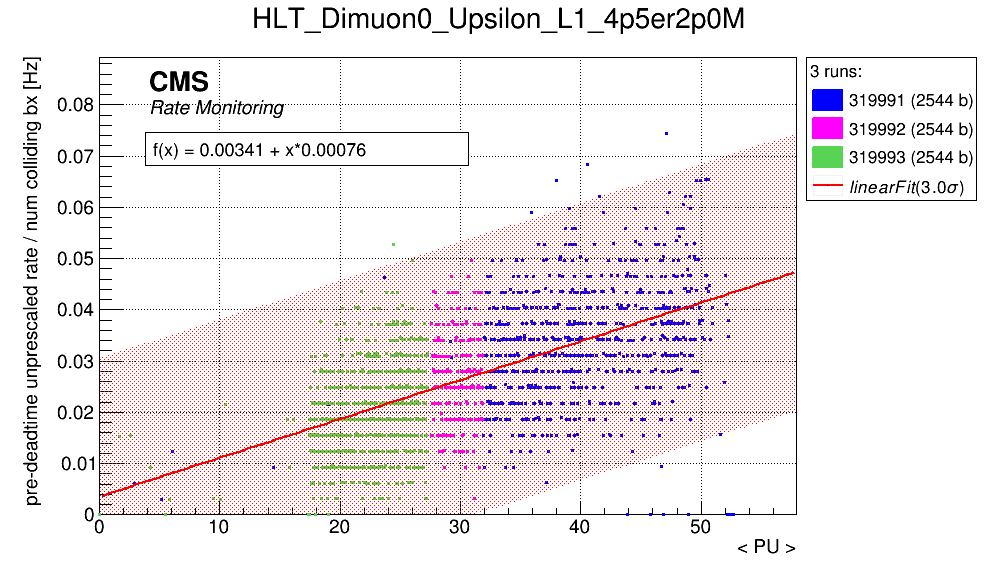 HLT_Dimuon0_Upsilon_L1_4p5er2p0M
pre-deadtime unprescaled rate / num colliding bx [Hz]
CMS
Rate Monitoring
f(x) = 0.00341 + x*0.00076
0.08
0.07
0.06
0.05
0.04
0.03
0.02
0.01
0
0 10 20 30 40 50
< PU >
3 runs:
319991 (2544 b)
319992 (2544 b)
319993 (2544 b)
linearFit(3.0σ)